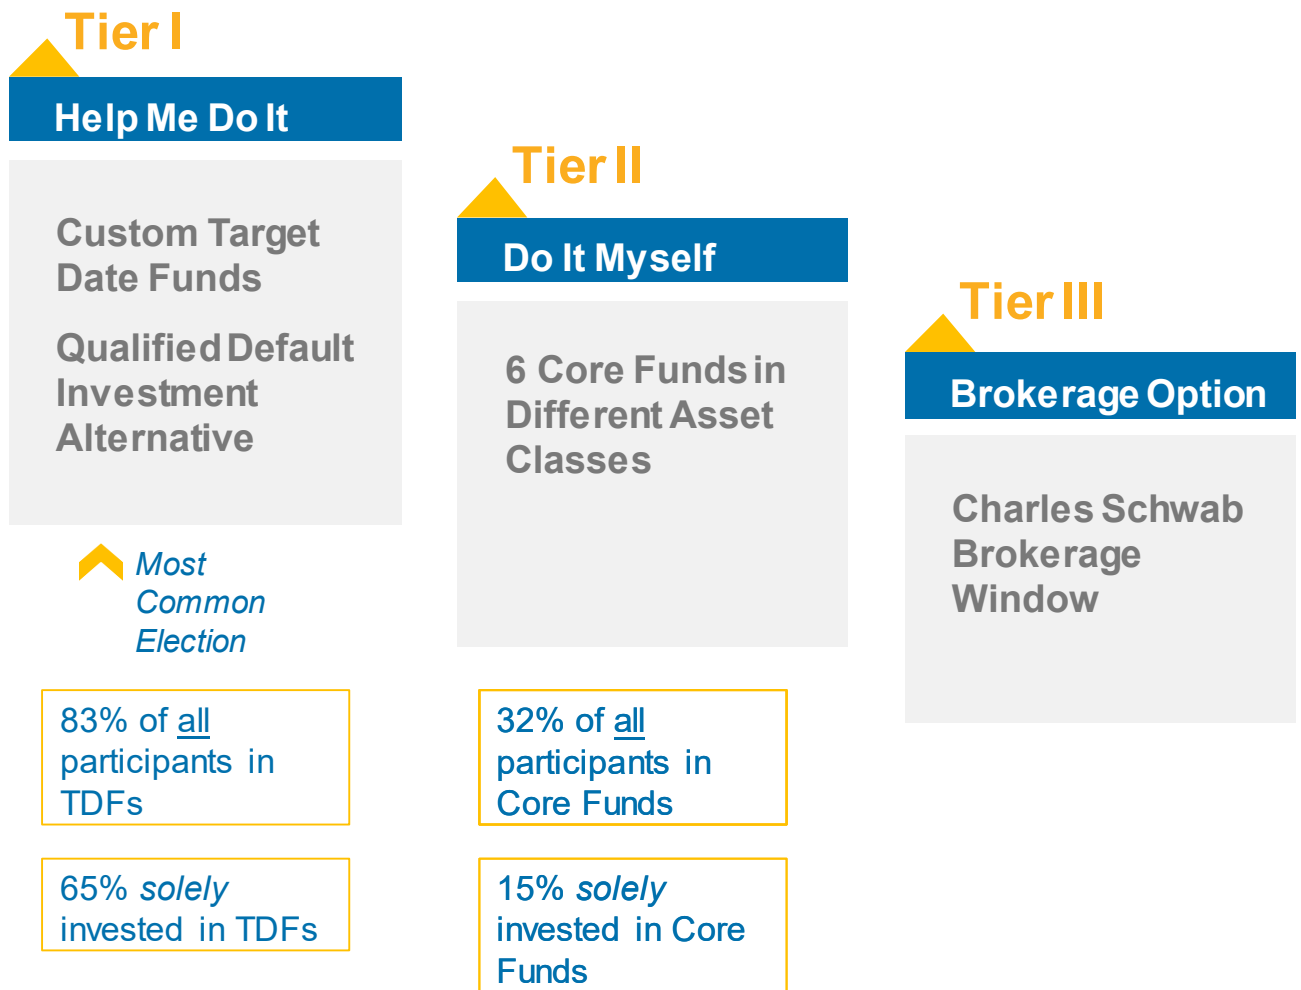 Tier I
Help Me Do It
Custom Target
Date Funds
Qualified Default
Investment
Alternative
Most
Common
Election
83% of all
participants in
TDFs
65% solely
invested in TDFs
Tier II
Do It Myself
6 Core Funds in
Different Asset
Classes
32% of all
participants in
Core Funds
15% solely
invested in Core
Funds
Tier III
Brokerage Option
Charles Schwab
Brokerage
Window